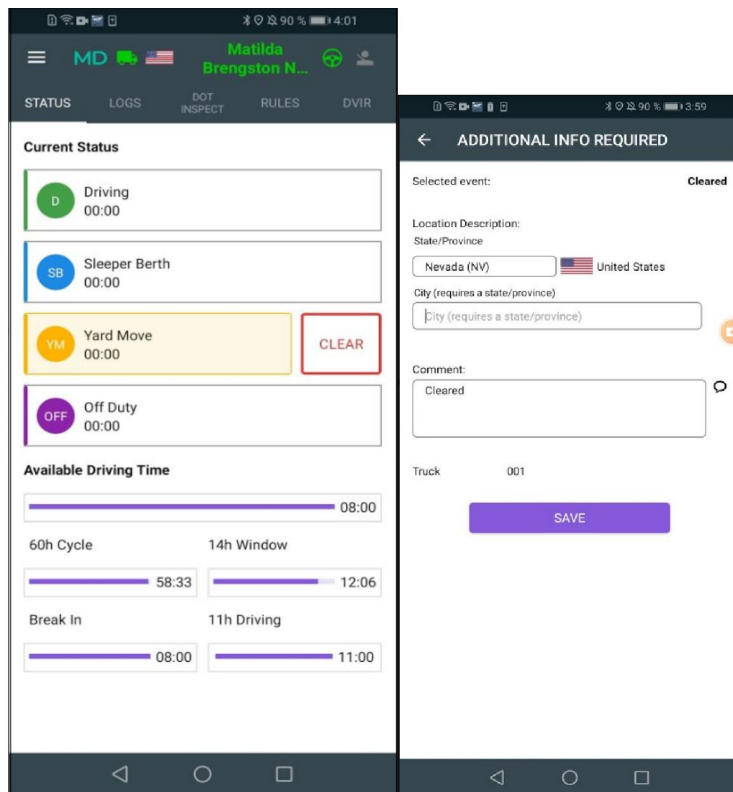 90 % 4:01
MD
Matilda
Brengston N...
STATUS LOGS DOT INSPECT RULES DVIR
Current Status
D Driving
00:00
SB Sleeper Berth
00:00
YM Yard Move
00:00
CLEAR
OFF Off Duty
00:00
Available Driving Time
08:00
60h Cycle 14h Window
58:33 12:06
Break In 11h Driving
08:00 11:00
90 % 3:59
ADDITIONAL INFO REQUIRED
Selected event: Cleared
Location Description:
State/Province
Nevada (NV) United States
City (requires a state/province)
City (requires a state/province)
Comment:
Cleared
Truck 001
SAVE